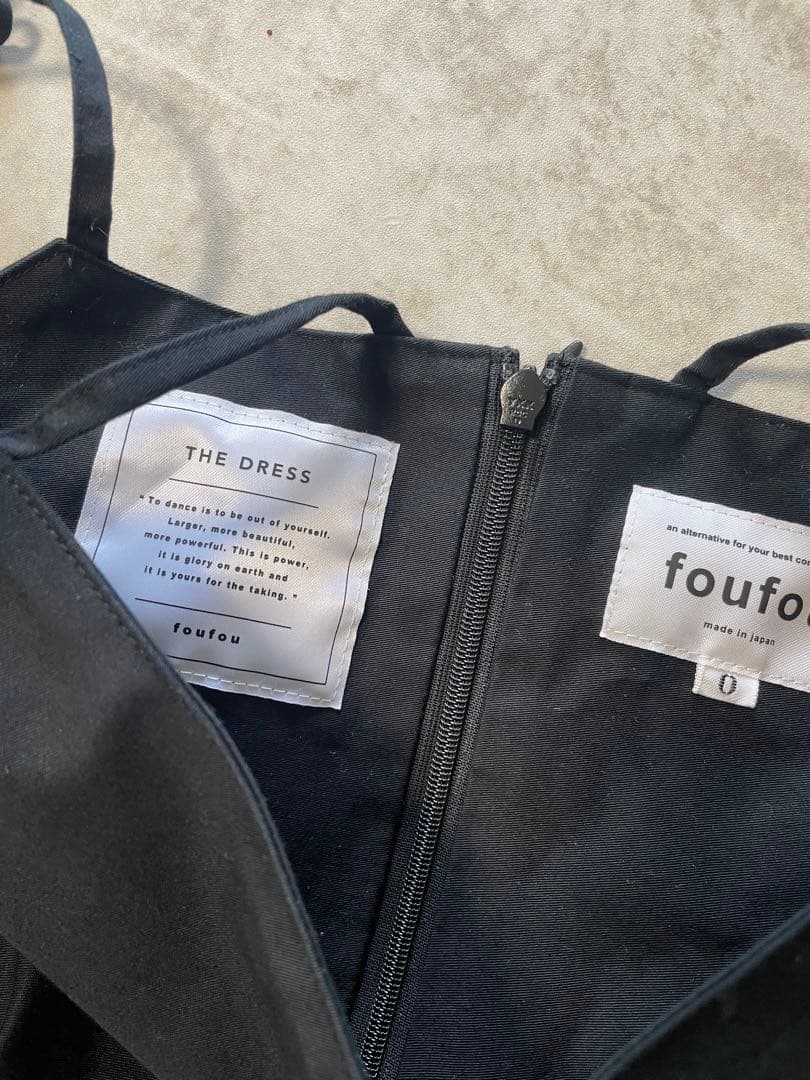 THE DRESS
" To dance is to be out of yourself.
Larger, more beautiful,
more powerful. This is power,
it is glory on earth and
it is yours for the taking. "
foufou
YKK
an alternative for your best
foufo
made in japan
0